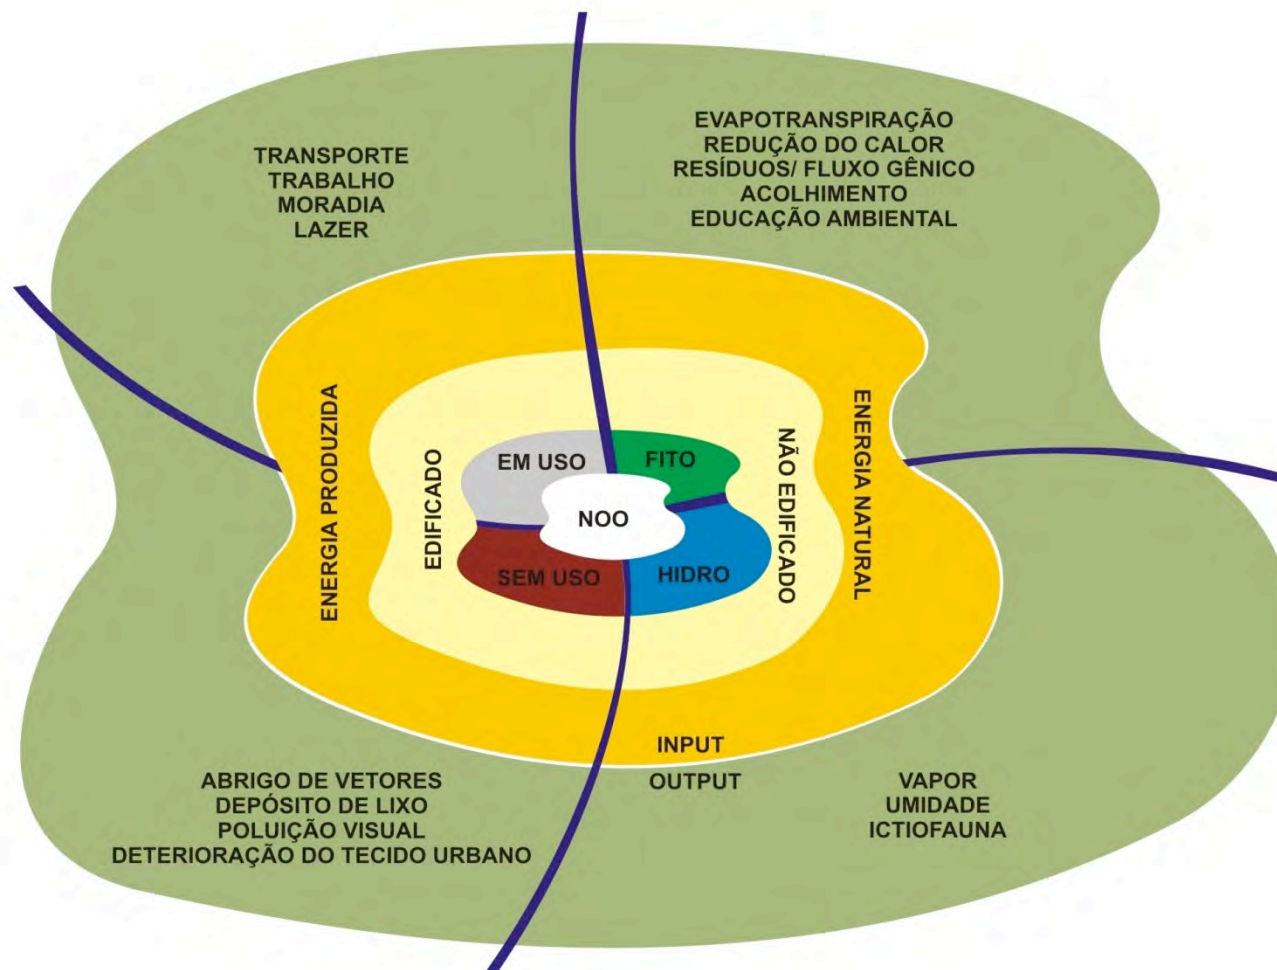 TRANSPORTE
TRABALHO
MORADIA
LAZER
EVAPOTRANSPIRAÇÃO
REDUÇÃO DO CALOR
RESÍDUOS/ FLUXO GÊNICO
ACOLHIMENTO
EDUCAÇÃO AMBIENTAL
ENERGIA PRODUZIDA
EDIFICADO
EM USO
FITO
NOO
SEM USO
HIDRO
NÃO EDIFICADO
ENERGIA NATURAL
INPUT
OUTPUT
ABRIGO DE VETORES
DEPÓSITO DE LIXO
POLUIÇÃO VISUAL
DETERIORAÇÃO DO TECIDO URBANO
VAPOR
UMIDADE
ICTIOFAUNA